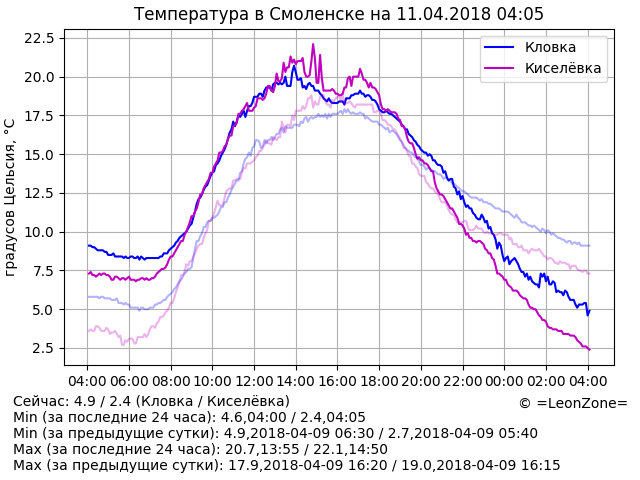 Температура в Смоленске на 11.04.2018 04:05
градусов Цельсия, °C
22.5
20.0
17.5
15.0
12.5
10.0
7.5
5.0
2.5
Кловка
Киселёвка
04:00 06:00 08:00 10:00 12:00 14:00 16:00 18:00 20:00 22:00 00:00 02:00 04:00
Сейчас: 4.9 / 2.4 (Кловка / Киселёвка)
© =LeonZone=
Min (за последние 24 часа): 4.6,04:00 / 2.4,04:05
Min (за предыдущие сутки): 4.9,2018-04-09 06:30 / 2.7,2018-04-09 05:40
Max (за последние 24 часа): 20.7,13:55 / 22.1,14:50
Max (за предыдущие сутки): 17.9,2018-04-09 16:20 / 19.0,2018-04-09 16:15